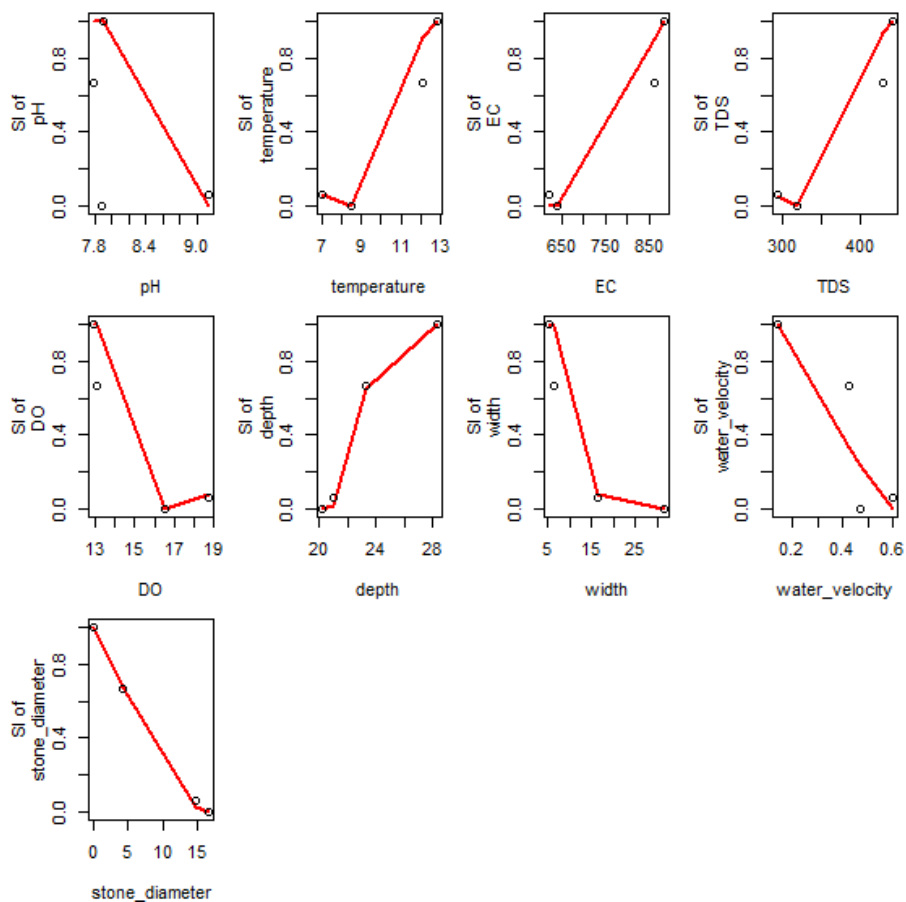 SI of
pH
0.0 0.4 0.8
7.8 8.4 9.0
pH
SI of
temperature
0.0 0.4 0.8
7 9 11 13
temperature
SI of
EC
0.0 0.4 0.8
650 750 850
EC
SI of
TDS
0.0 0.4 0.8
300 400
TDS
SI of
DO
0.0 0.4 0.8
13 15 17 19
DO
SI of
depth
0.0 0.4 0.8
20 24 28
depth
SI of
width
0.0 0.4 0.8
5 15 25
width
SI of
water_velocity
0.0 0.4 0.8
0.2 0.4 0.6
water_velocity
SI of
stone_diameter
0.0 0.4 0.8
0 5 10 15
stone_diameter